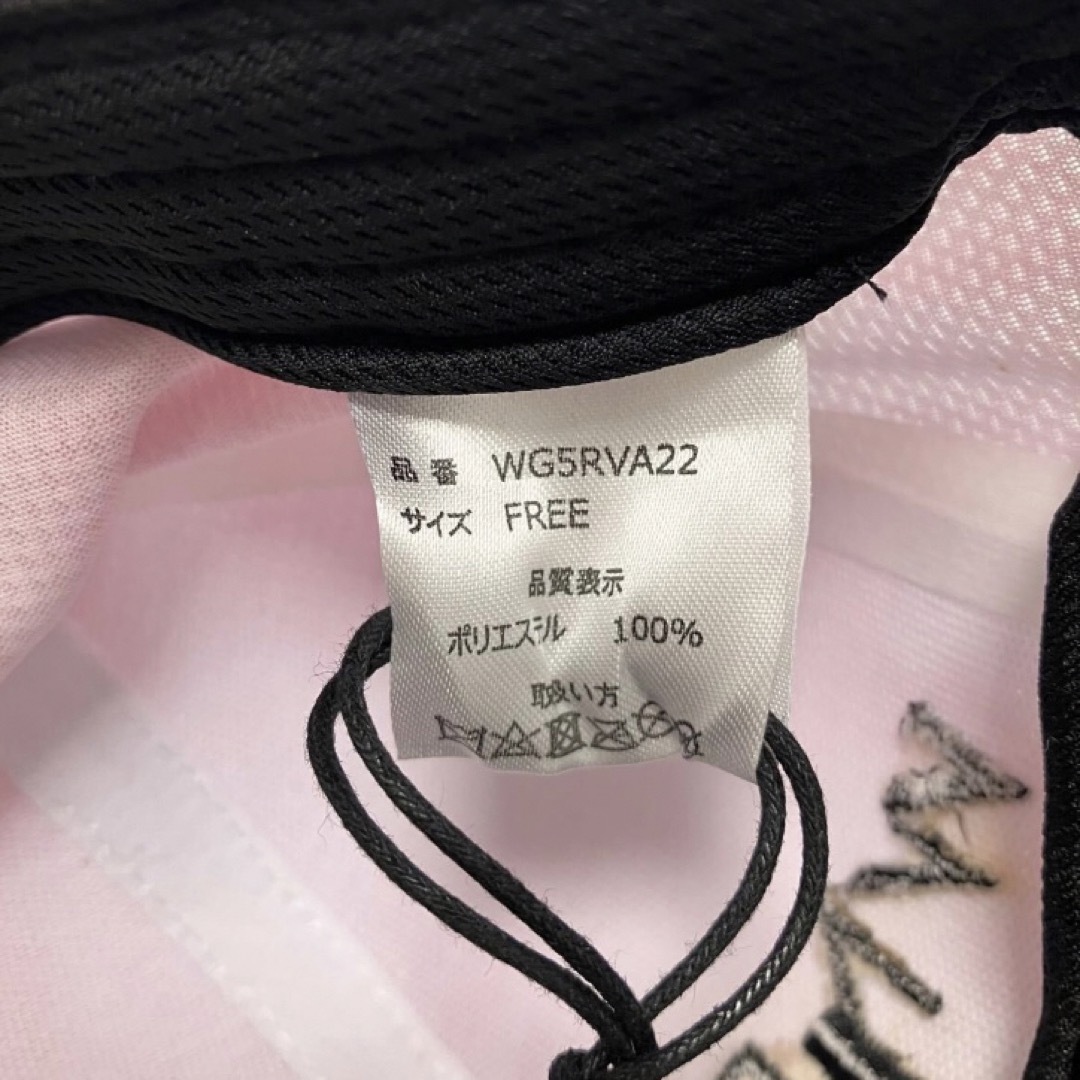 品番 WG5RVA22
サイズ FREE
品質表示
ポリエステル 100%
取扱い方